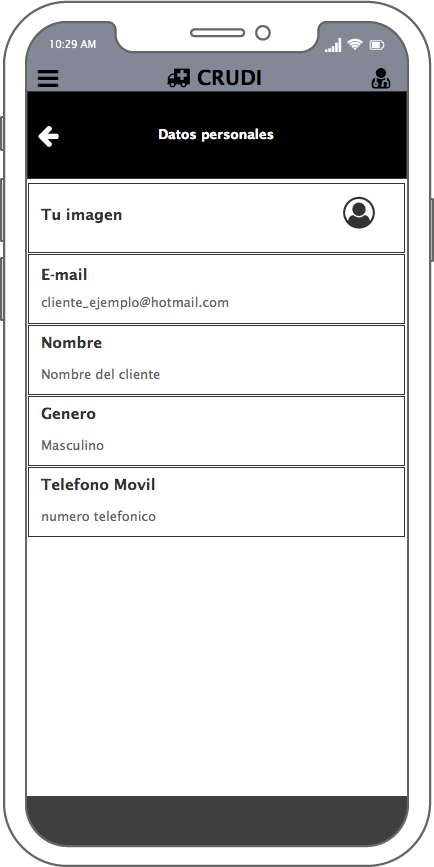 10:29 AM
CRUDI
Datos personales
Tu imagen
E-mail
cliente_ejemplo@hotmail.com
Nombre
Nombre del cliente
Genero
Masculino
Telefono Movil
numero telefonico